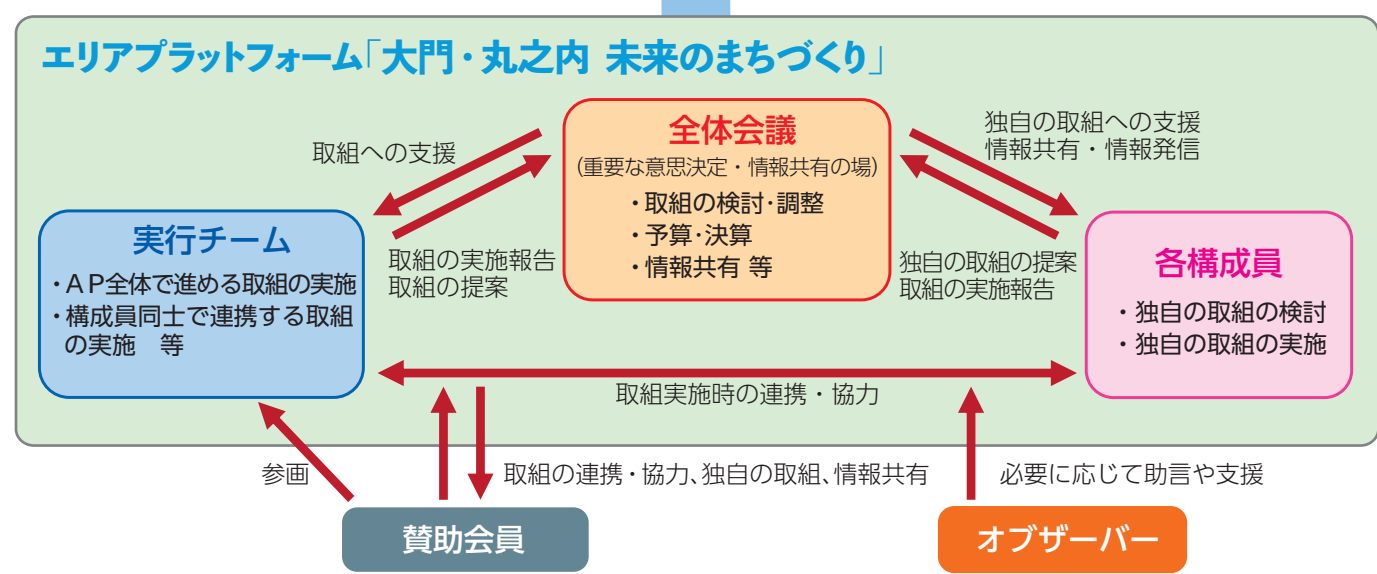 エリアプラットフォーム「大門・丸之内 未来のまちづくり」
全体会議
(重要な意思決定・情報共有の場)
・取組の検討・調整
・予算・決算
・情報共有 等
取組への支援
独自の取組への支援
情報共有・情報発信
実行チーム
・AP全体で進める取組の実施
・構成員同士で連携する取組
の実施　等
取組の実施報告
取組の提案
独自の取組の提案
取組の実施報告
各構成員
・独自の取組の検討
・独自の取組の実施
取組実施時の連携・協力
参画
取組の連携・協力、独自の取組、情報共有
必要に応じて助言や支援
賛助会員
オブザーバー